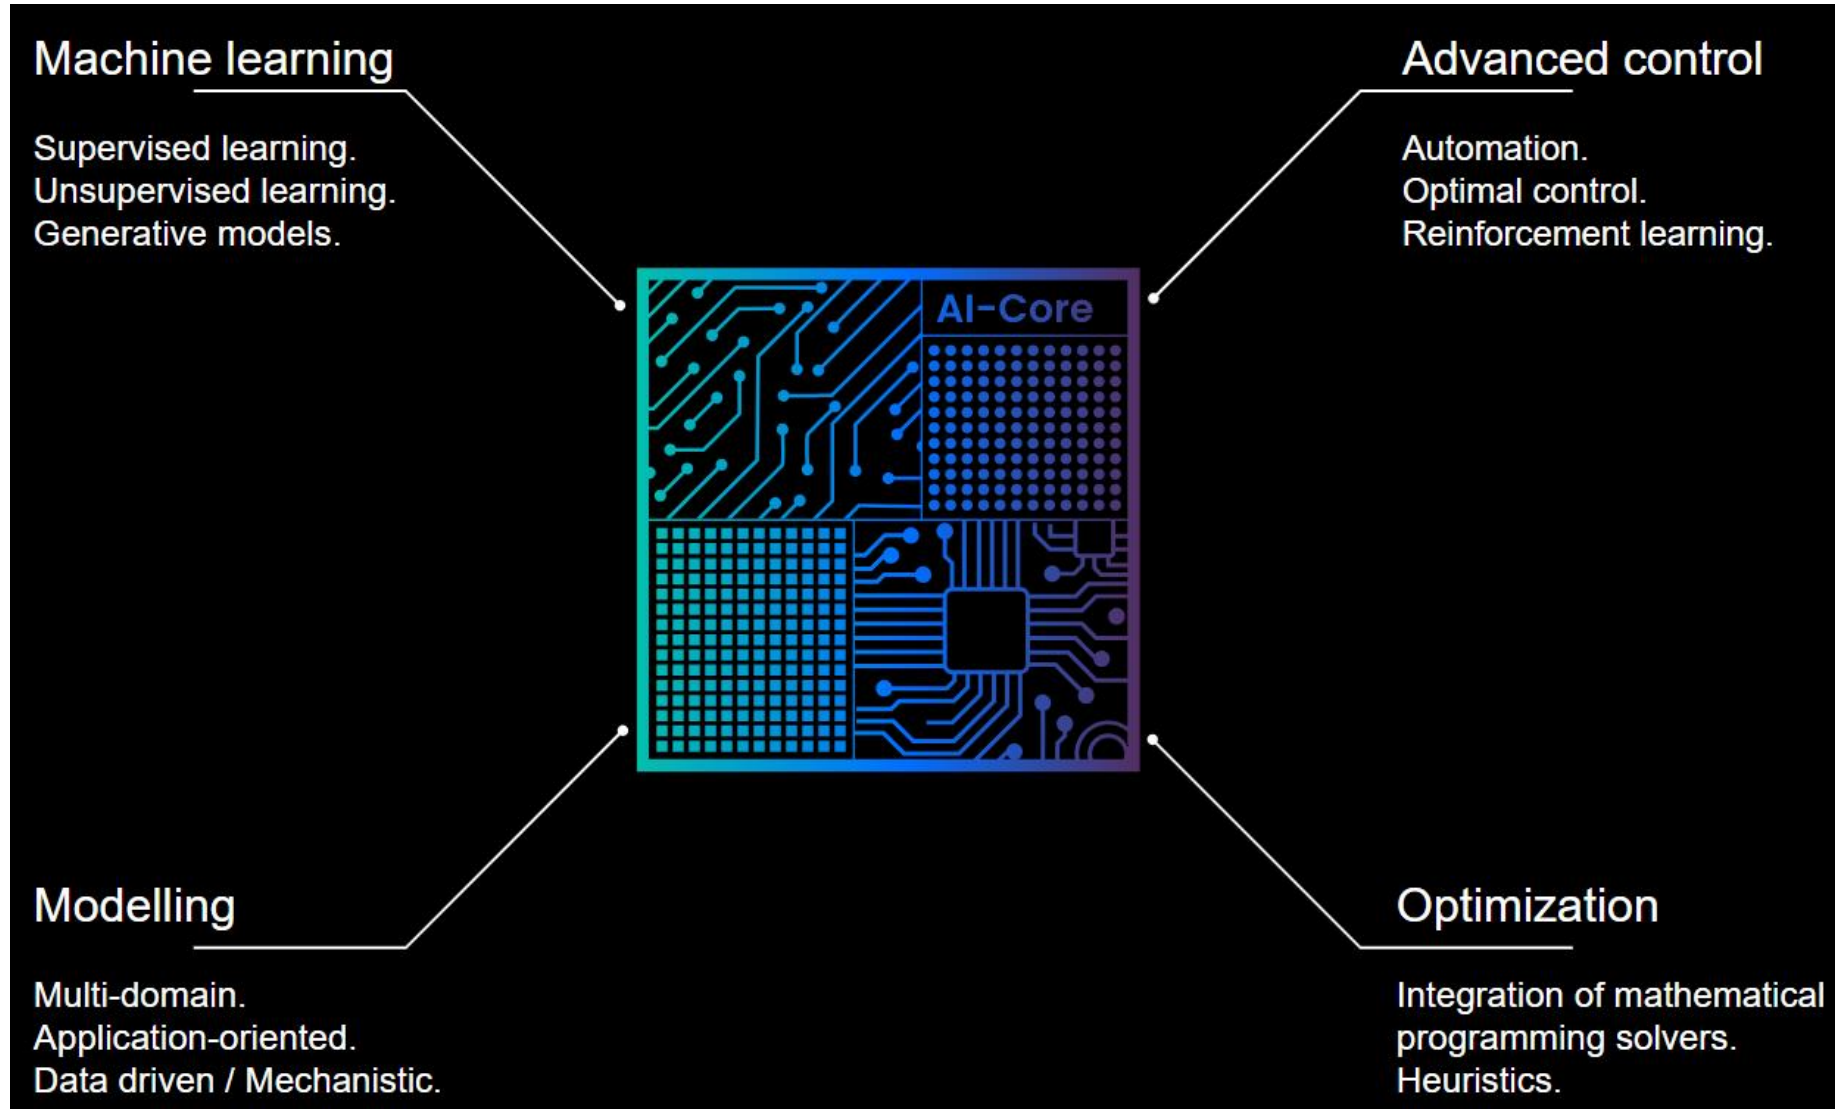 Machine learning
Supervised learning.
Unsupervised learning.
Generative models.
Advanced control
Automation.
Optimal control.
Reinforcement learning.
AI-Core
Modelling
Multi-domain.
Application-oriented.
Data driven / Mechanistic.
Optimization
Integration of mathematical
programming solvers.
Heuristics.